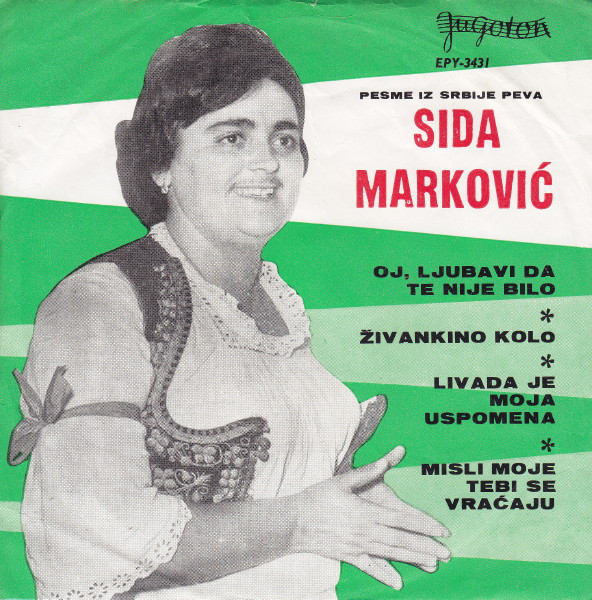 Jugoton
EPY-3431
PESME IZ SRBIJE PEVA
SIDA
MARKOVIĆ
OJ, LJUBAVI DA
TE NIJE BILO
*
ŽIVANKINO KOLO
*
LIVADA JE
MOJA
USPOMENA
*
MISLI MOJE
TEBI SE
VRAĆAJU